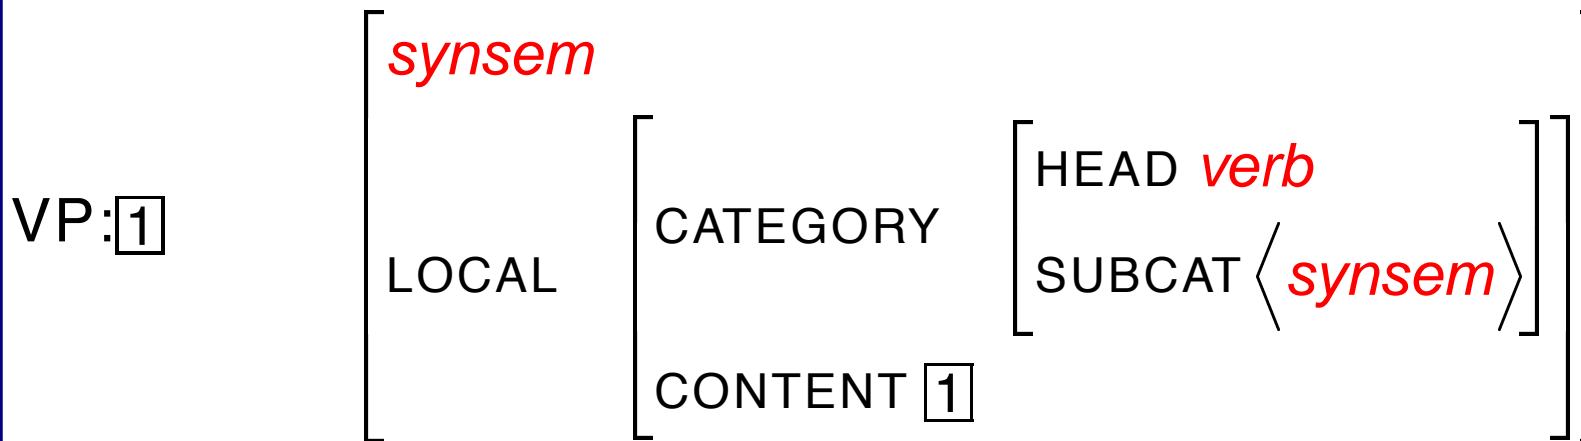 synsem
HEAD verb
CATEGORY
VP:1
LOCAL
SUBCAT⟨synsem⟩
CONTENT 1